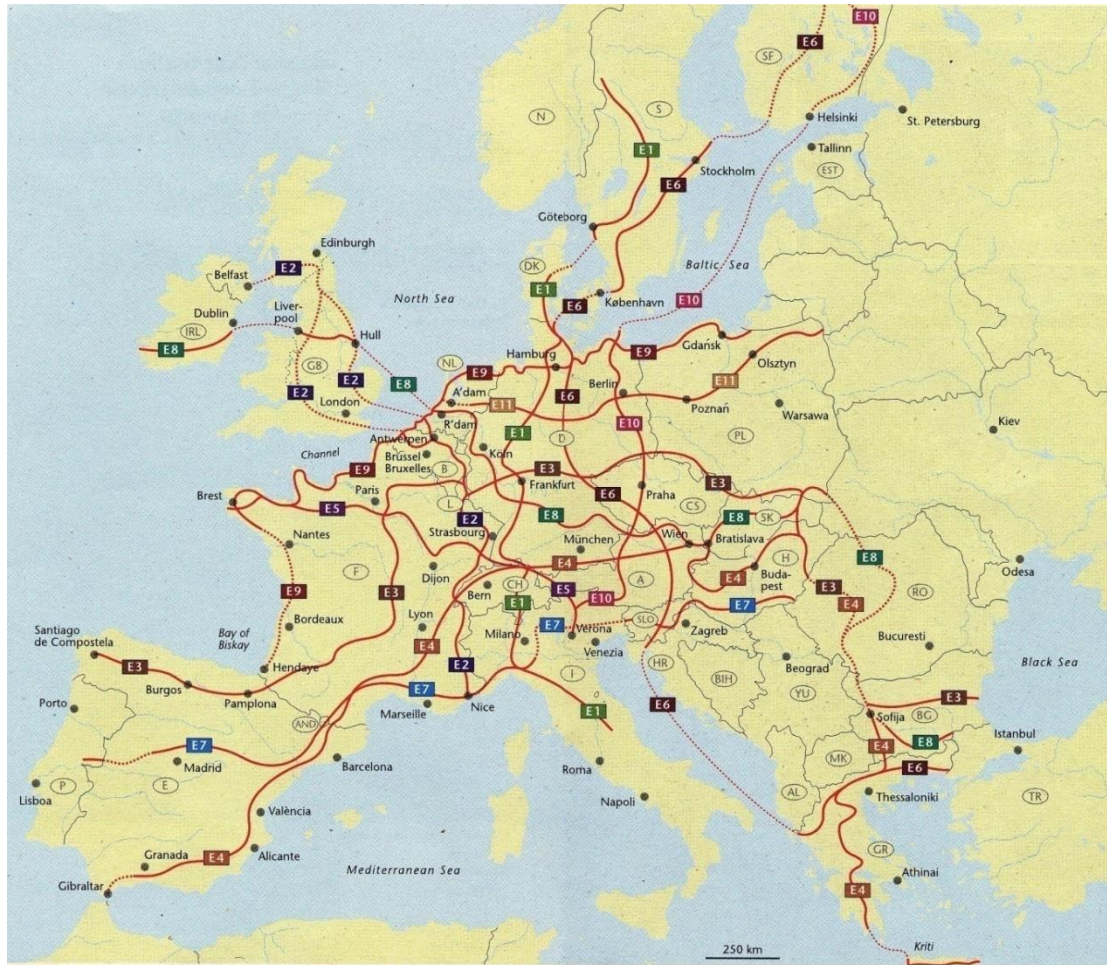 E10
E6
SF
N
S
Helsinki
St. Petersburg
Tallinn
E1
Stockholm
EST
E6
Göteborg
Edinburgh
DK
Baltic Sea
Belfast
E2
E1
København
North Sea
E6
E10
Dublin
Liver-
pool
IRL
Hull
Gdańsk
E8
NL
Hamburg
E9
Olsztyn
GB
E9
E2
E8
A'dam
E6
Berlin
E11
E2
E11
Poznań
Warsawa
London
R'dam
E10
Kiev
Antwerpen
E1
D
PL
Channel
Brüssel
Bruxelles
Köln
E9
B
E3
E3
Paris
Frankfurt
Praha
Brest
L
E6
CS
E5
E2
E8
E8
SK
Strasbourg
Nantes
München
Wien
Bratislava
H
E8
Odesa
F
Dijon
E4
E4
Buda-
pest
Bern
CH
E5
A
E3
E9
E3
E1
E10
E4
RO
E7
Bordeaux
Lyon
E7
SLO
Zagreb
Santiago
de Compostela
Bay of
Biskay
E4
Milano
Verona
Bucuresti
Venezia
E2
HR
Beograd
Black Sea
E3
Hendaye
I
BIH
YU
Burgos
E7
Pamplona
Marseille
Nice
E3
Porto
AND
E6
E1
Sofija
BG
E7
E8
Istanbul
Madrid
Barcelona
Roma
E4
MK
E6
P
E
Lisboa
AL
Thessaloniki
TR
València
Napoli
Granada
E4
Alicante
GR
Mediterranean Sea
Athinai
Gibraltar
E4
250 km
Kriti